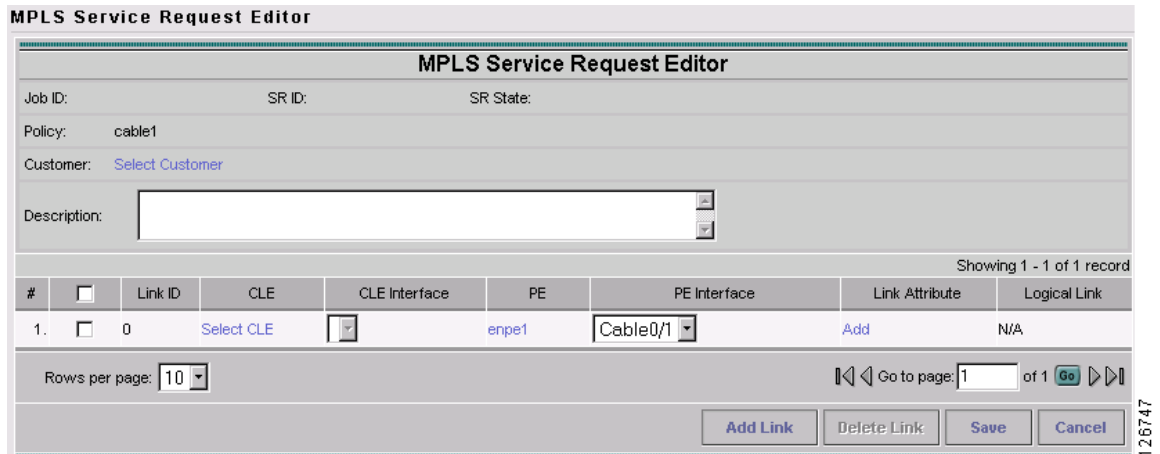 MPLS Service Request Editor
MPLS Service Request Editor
Job ID: SR ID: SR State:
Policy: cable1
Customer: Select Customer
Description:
Showing 1 - 1 of 1 record
# Link ID CLE CLE Interface PE PE Interface Link Attribute Logical Link
1. 0 Select CLE enpe1 Cable0/1 Add N/A
Rows per page: 10 Go to page: 1 of 1 Go
Add Link Delete Link Save Cancel
126747